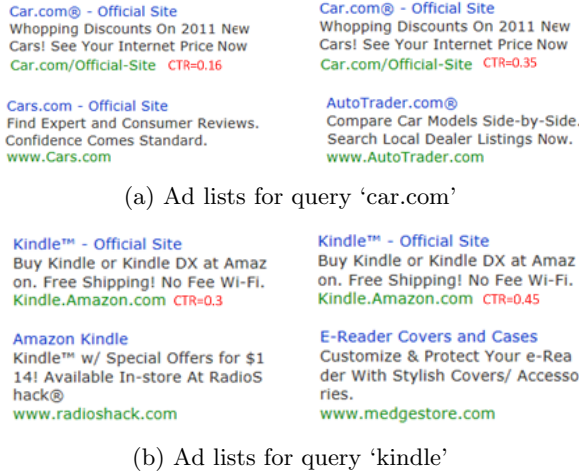 Car.com® - Official Site
Whopping Discounts On 2011 New
Cars! See Your Internet Price Now
Car.com/Official-Site CTR=0.16
Cars.com - Official Site
Find Expert and Consumer Reviews.
Confidence Comes Standard.
www.Cars.com
Car.com® - Official Site
Whopping Discounts On 2011 New
Cars! See Your Internet Price Now
Car.com/Official-Site CTR=0.35
AutoTrader.com®
Compare Car Models Side-by-Side.
Search Local Dealer Listings Now.
www.AutoTrader.com
(a) Ad lists for query ‘car.com’
Kindle™ - Official Site
Buy Kindle or Kindle DX at Amaz
on. Free Shipping! No Fee Wi-Fi.
Kindle.Amazon.com CTR=0.3
Amazon Kindle
Kindle™ w/ Special Offers for $1
14! Available In-store At RadioS
hack®
www.radioshack.com
Kindle™ - Official Site
Buy Kindle or Kindle DX at Amaz
on. Free Shipping! No Fee Wi-Fi.
Kindle.Amazon.com CTR=0.45
E-Reader Covers and Cases
Customize & Protect Your e-Rea
der With Stylish Covers/ Accesso
ries.
www.medgestore.com
(b) Ad lists for query ‘kindle’